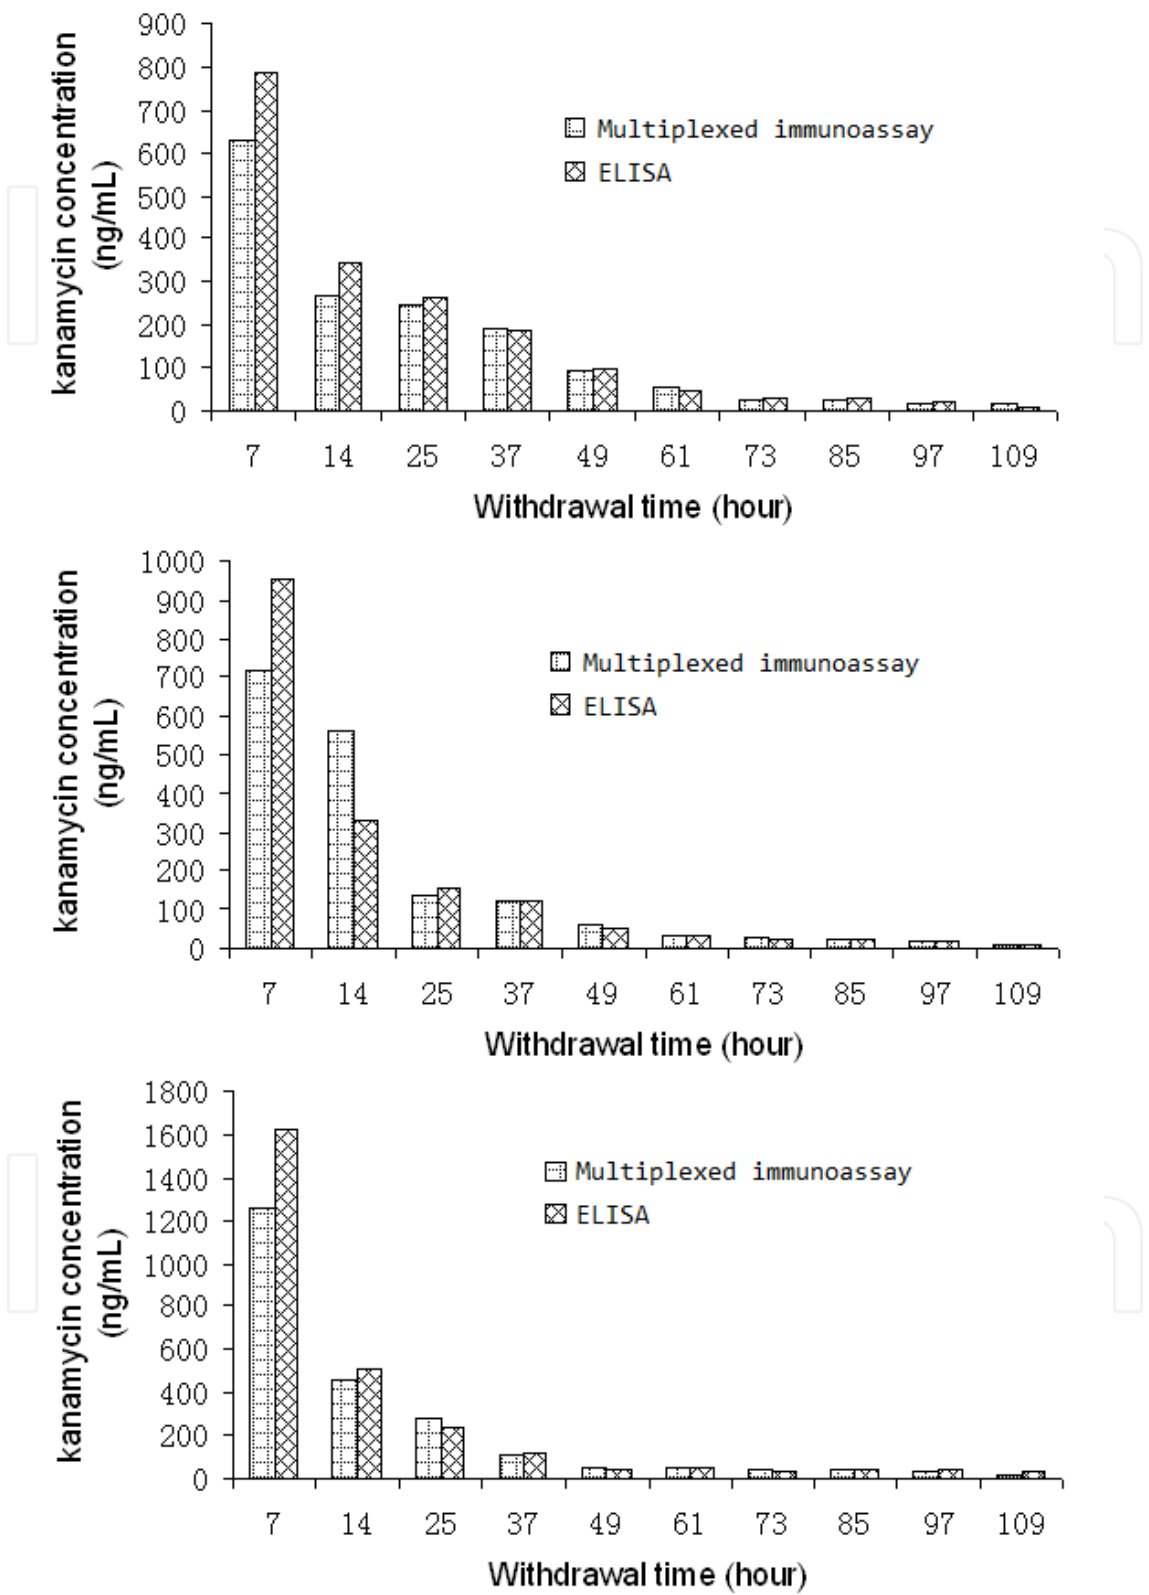 900
800
700
600
500
400
300
200
100
0
kanamycin concentration
(ng/mL)
Multiplexed immunoassay
ELISA
7 14 25 37 49 61 73 85 97 109
Withdrawal time (hour)
1000
900
800
700
600
500
400
300
200
100
0
kanamycin concentration
(ng/mL)
Multiplexed immunoassay
ELISA
7 14 25 37 49 61 73 85 97 109
Withdrawal time (hour)
1800
1600
1400
1200
1000
800
600
400
200
0
kanamycin concentration
(ng/mL)
Multiplexed immunoassay
ELISA
7 14 25 37 49 61 73 85 97 109
Withdrawal time (hour)